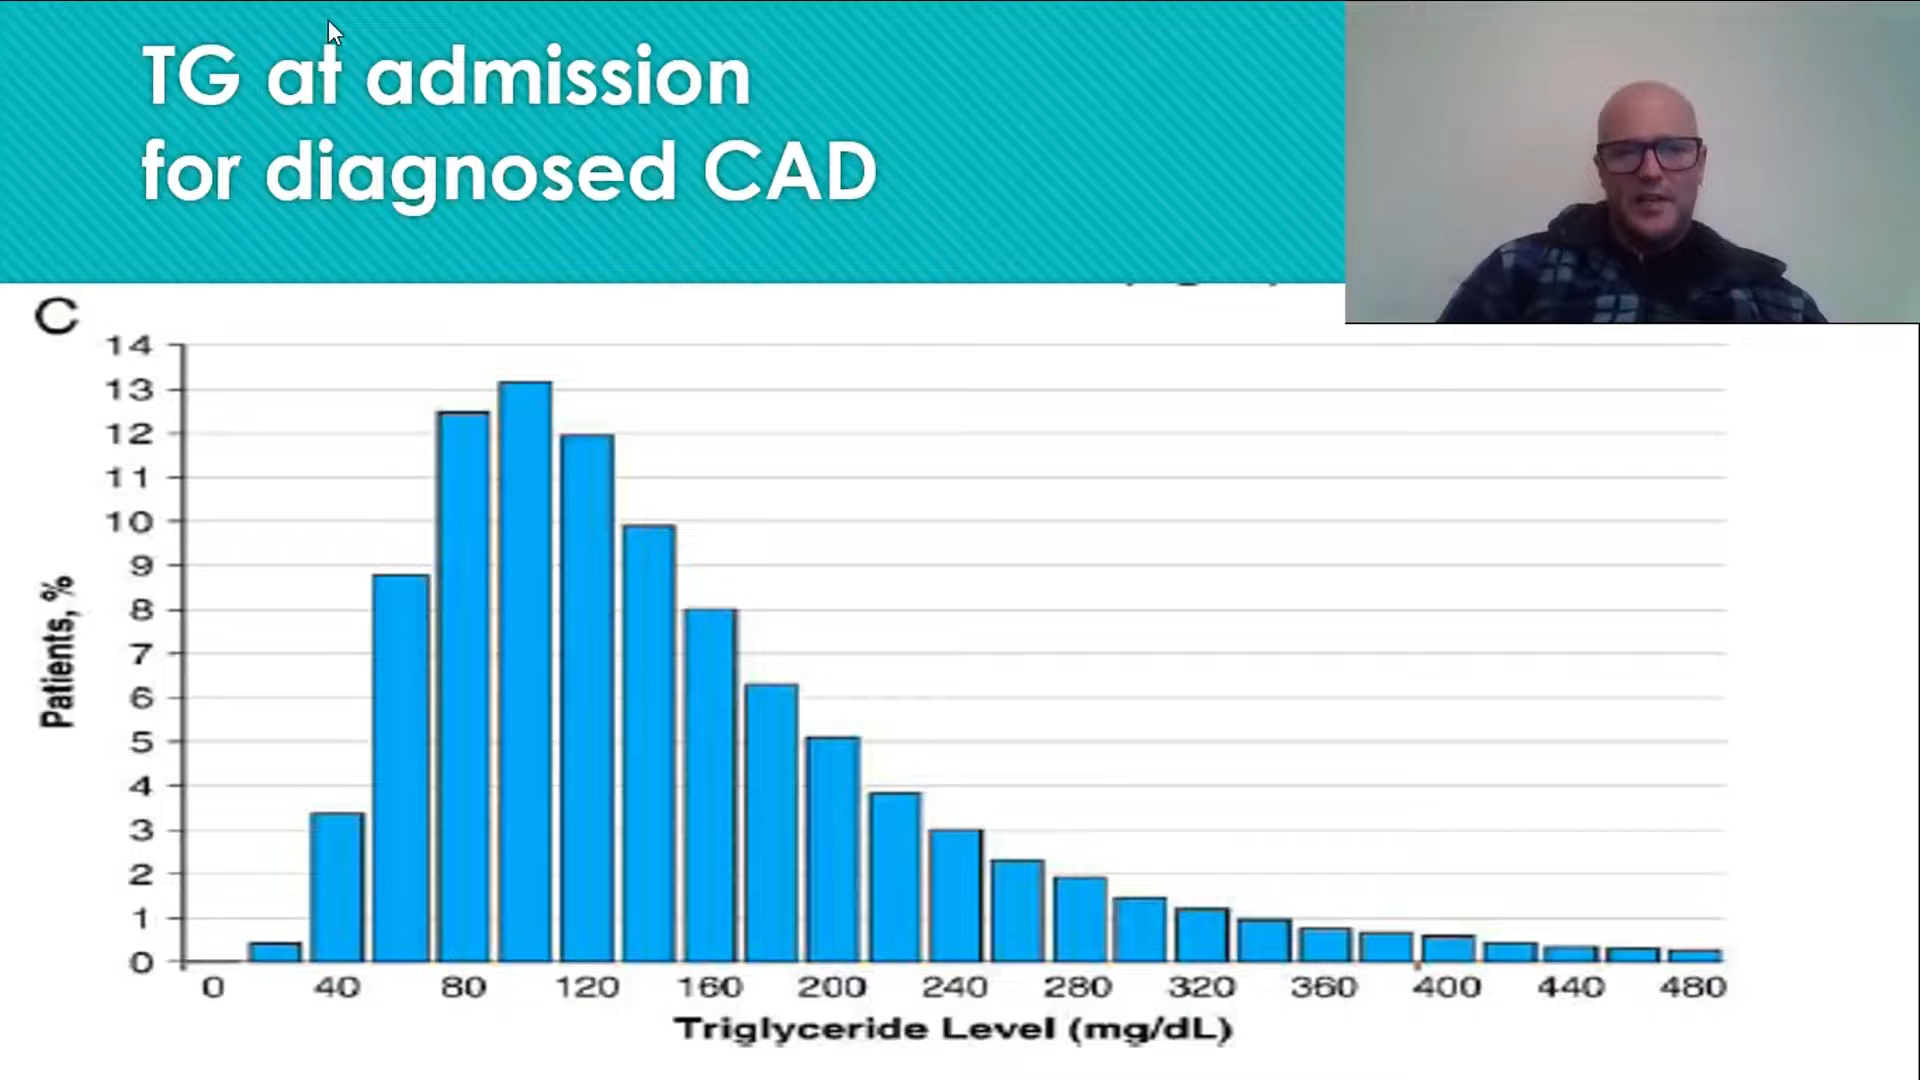 TG at admission
for diagnosed CAD
C
14
13
12
11
10
9
8
7
6
5
4
3
2
1
0
Patients, %
0 40 80 120 160 200 240 280 320 360 400 440 480
Triglyceride Level (mg/dL)